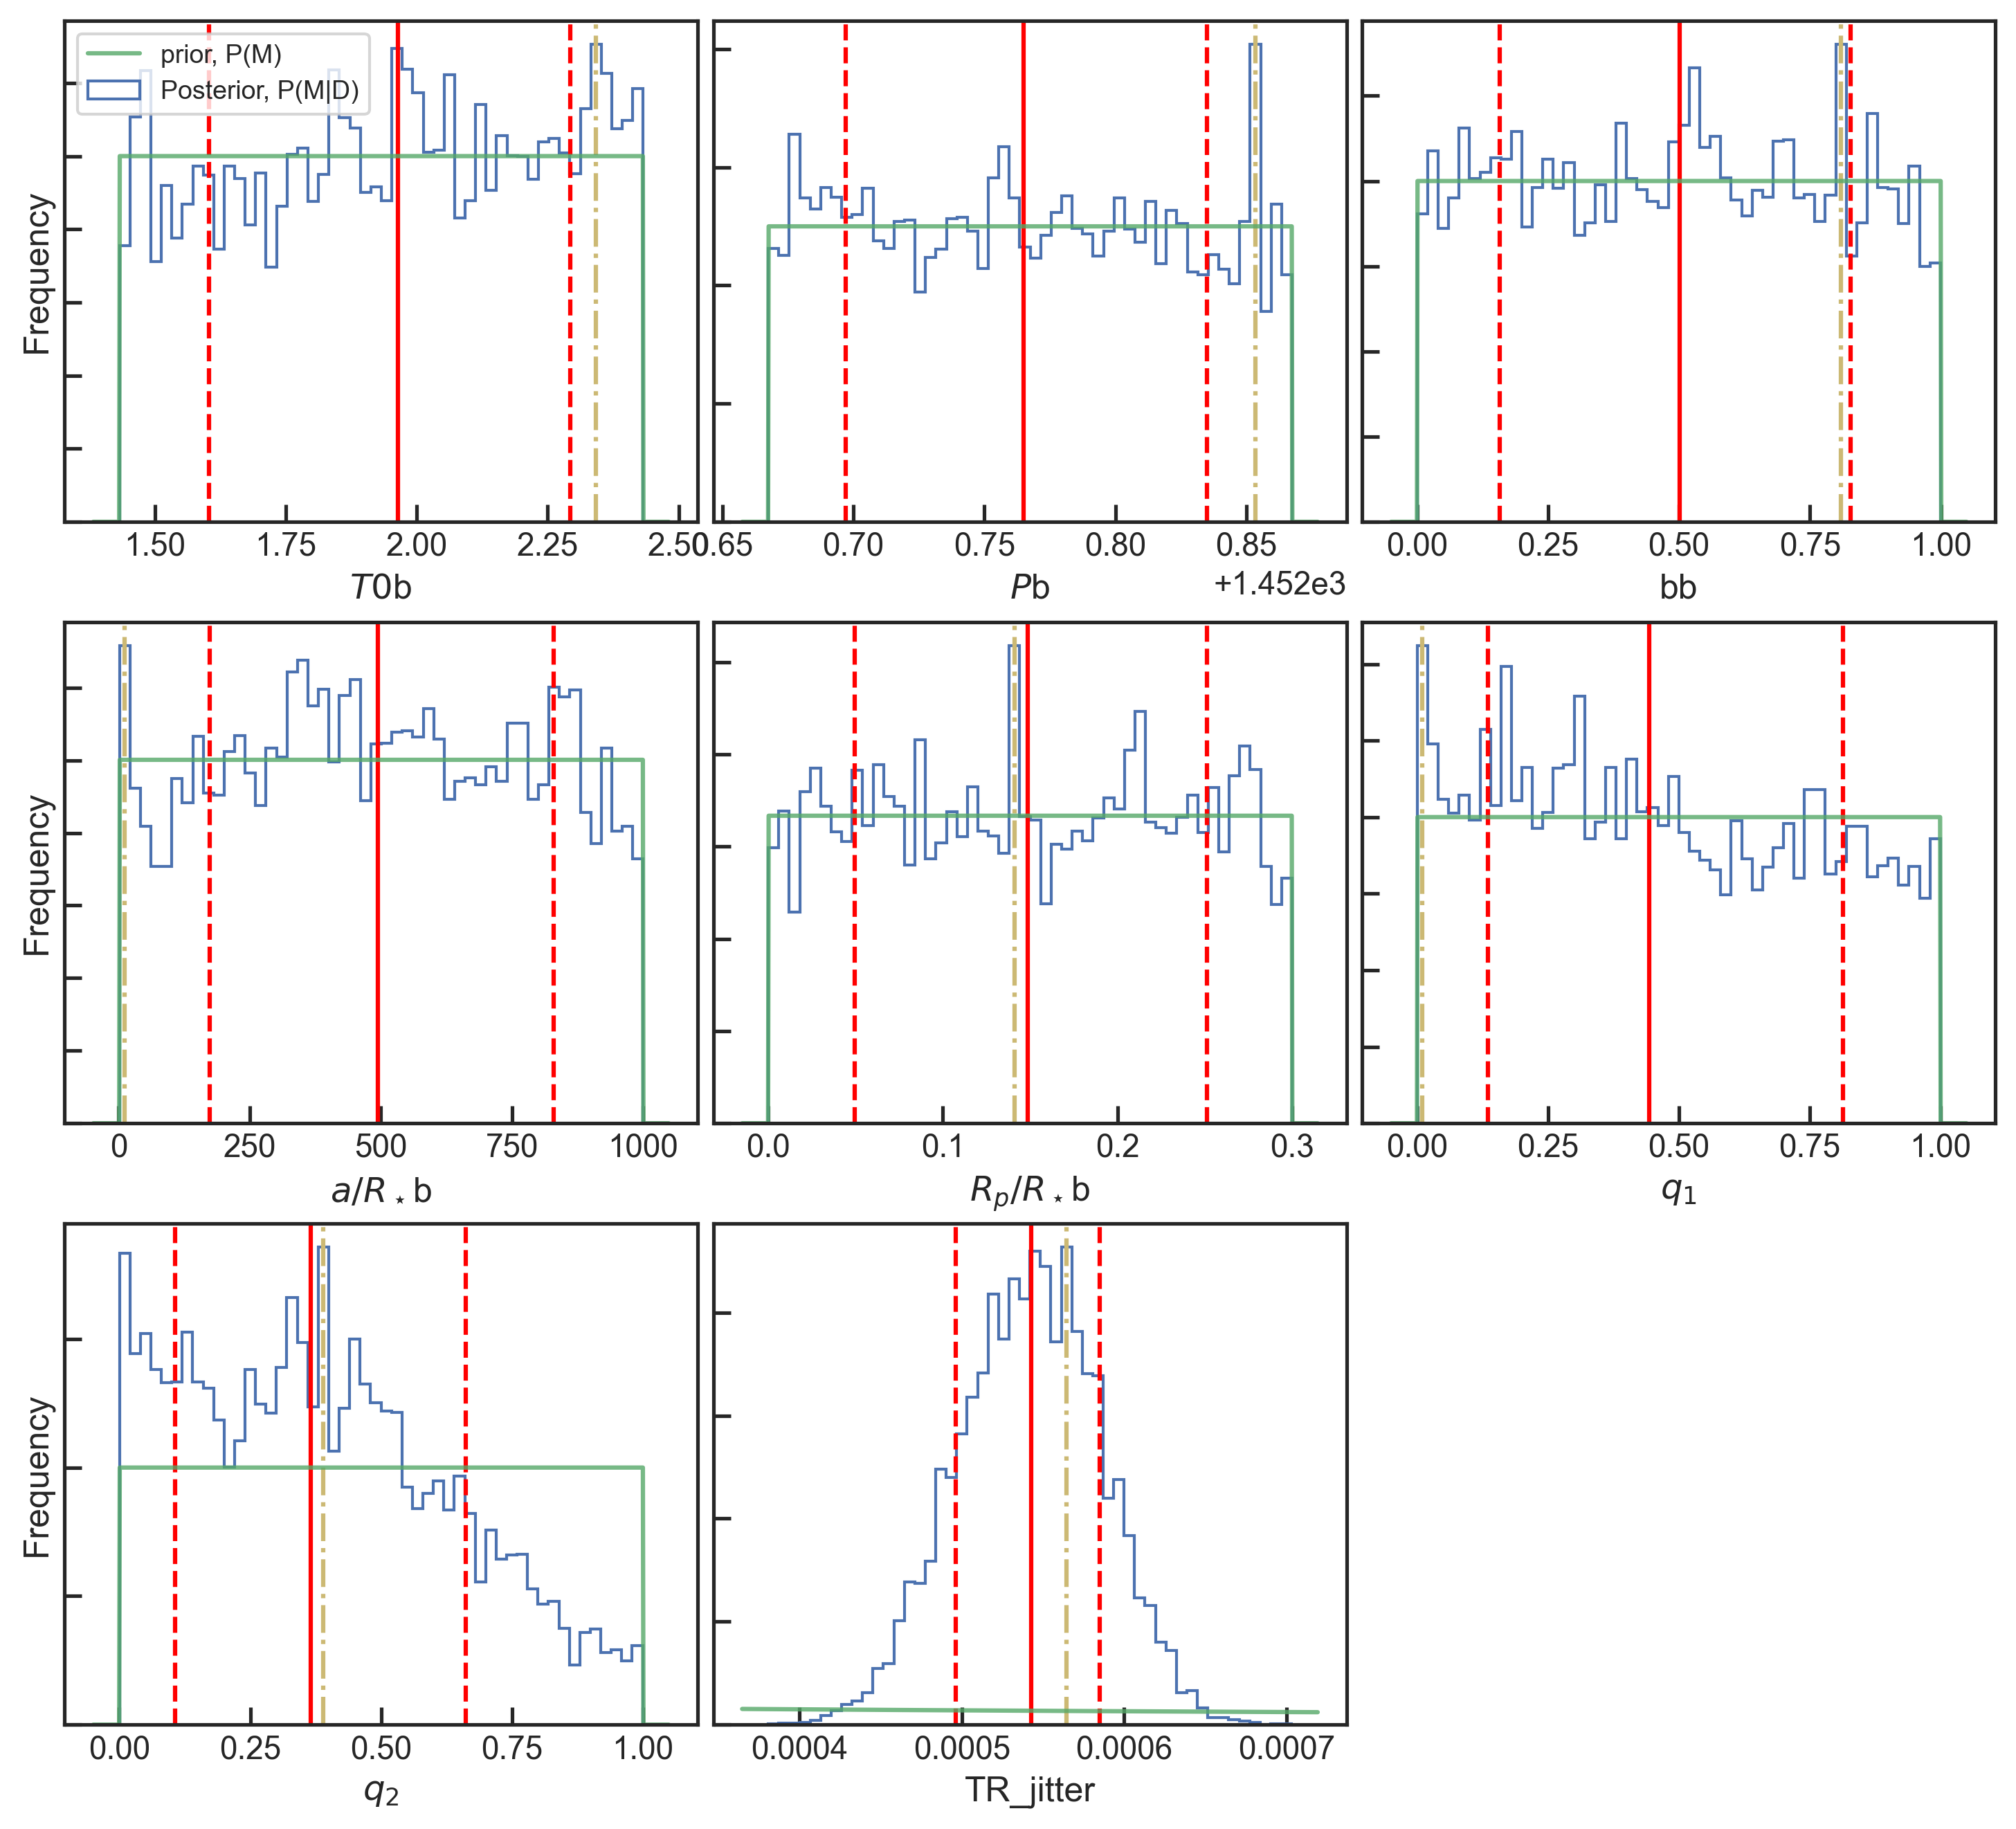 prior, P(M)
Posterior, P(M|D)
Frequency
1.50 1.75 2.00 2.25 2.50
T0b
0.65 0.70 0.75 0.80 0.85
Pb
+1.452e3
0.00 0.25 0.50 0.75 1.00
bb
Frequency
0 250 500 750 1000
a/R⋆b
0.0 0.1 0.2 0.3
Rp/R⋆b
0.00 0.25 0.50 0.75 1.00
q1
Frequency
0.00 0.25 0.50 0.75 1.00
q2
0.0004 0.0005 0.0006 0.0007
TR_jitter